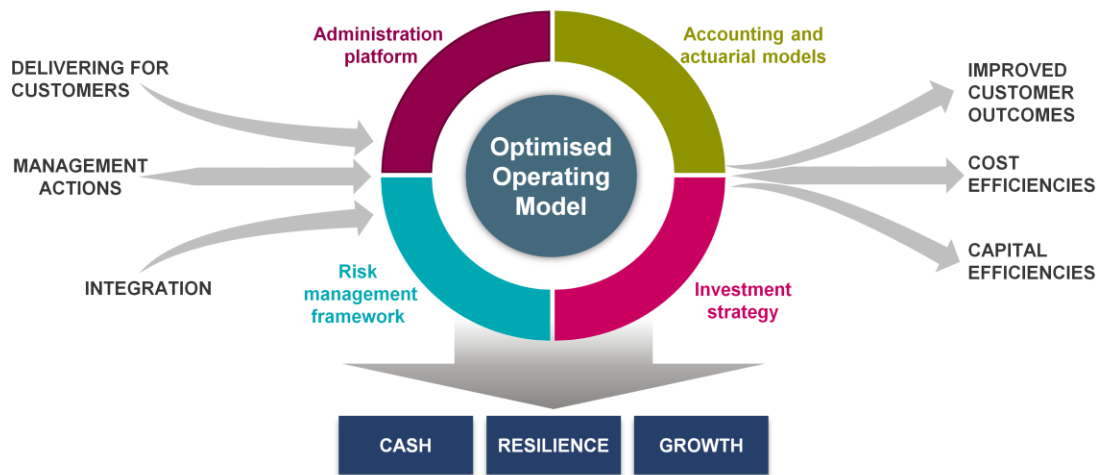 DELIVERING FOR
CUSTOMERS
MANAGEMENT
ACTIONS
INTEGRATION
Administration
platform
Accounting and
actuarial models
Optimised
Operating
Model
Risk
management
framework
Investment
strategy
IMPROVED
CUSTOMER
OUTCOMES
COST
EFFICIENCIES
CAPITAL
EFFICIENCIES
CASH
RESILIENCE
GROWTH